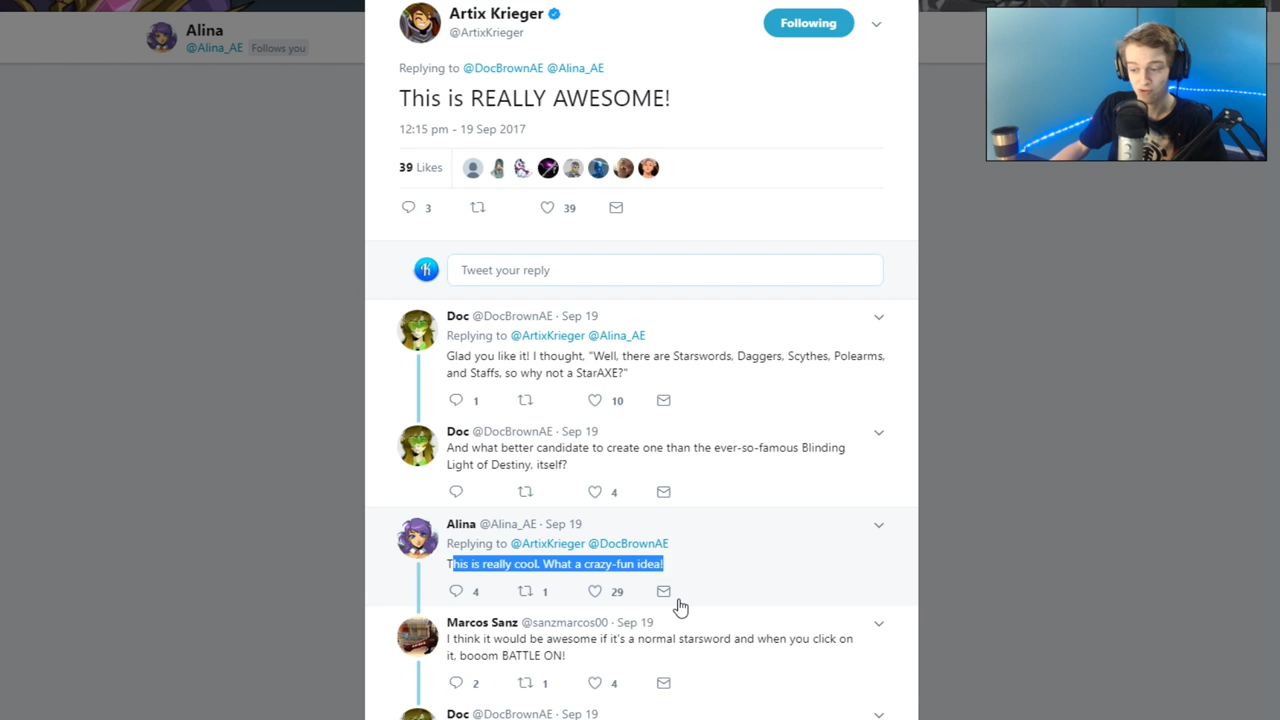 Alina
@Alina_AE Follows you
Artix Krieger
@ArtixKrieger
Following
Replying to @DocBrownAE @Alina_AE
This is REALLY AWESOME!
12:15 pm - 19 Sep 2017
39 Likes
3 39
Tweet your reply
Doc @DocBrownAE · Sep 19
Replying to @ArtixKrieger @Alina_AE
Glad you like it! I thought, "Well, there are Starswords, Daggers, Scythes, Polearms,
and Staffs, so why not a StarAXE?"
1 10
Doc @DocBrownAE · Sep 19
And what better candidate to create one than the ever-so-famous Blinding
Light of Destiny, itself?
4
Alina @Alina_AE · Sep 19
Replying to @ArtixKrieger @DocBrownAE
This is really cool. What a crazy-fun idea!
4 1 29
Marcos Sanz @sanzmarcos00 · Sep 19
I think it would be awesome if it's a normal starsword and when you click on
it, booom BATTLE ON!
2 1 4
Doc @DocBrownAE · Sep 19